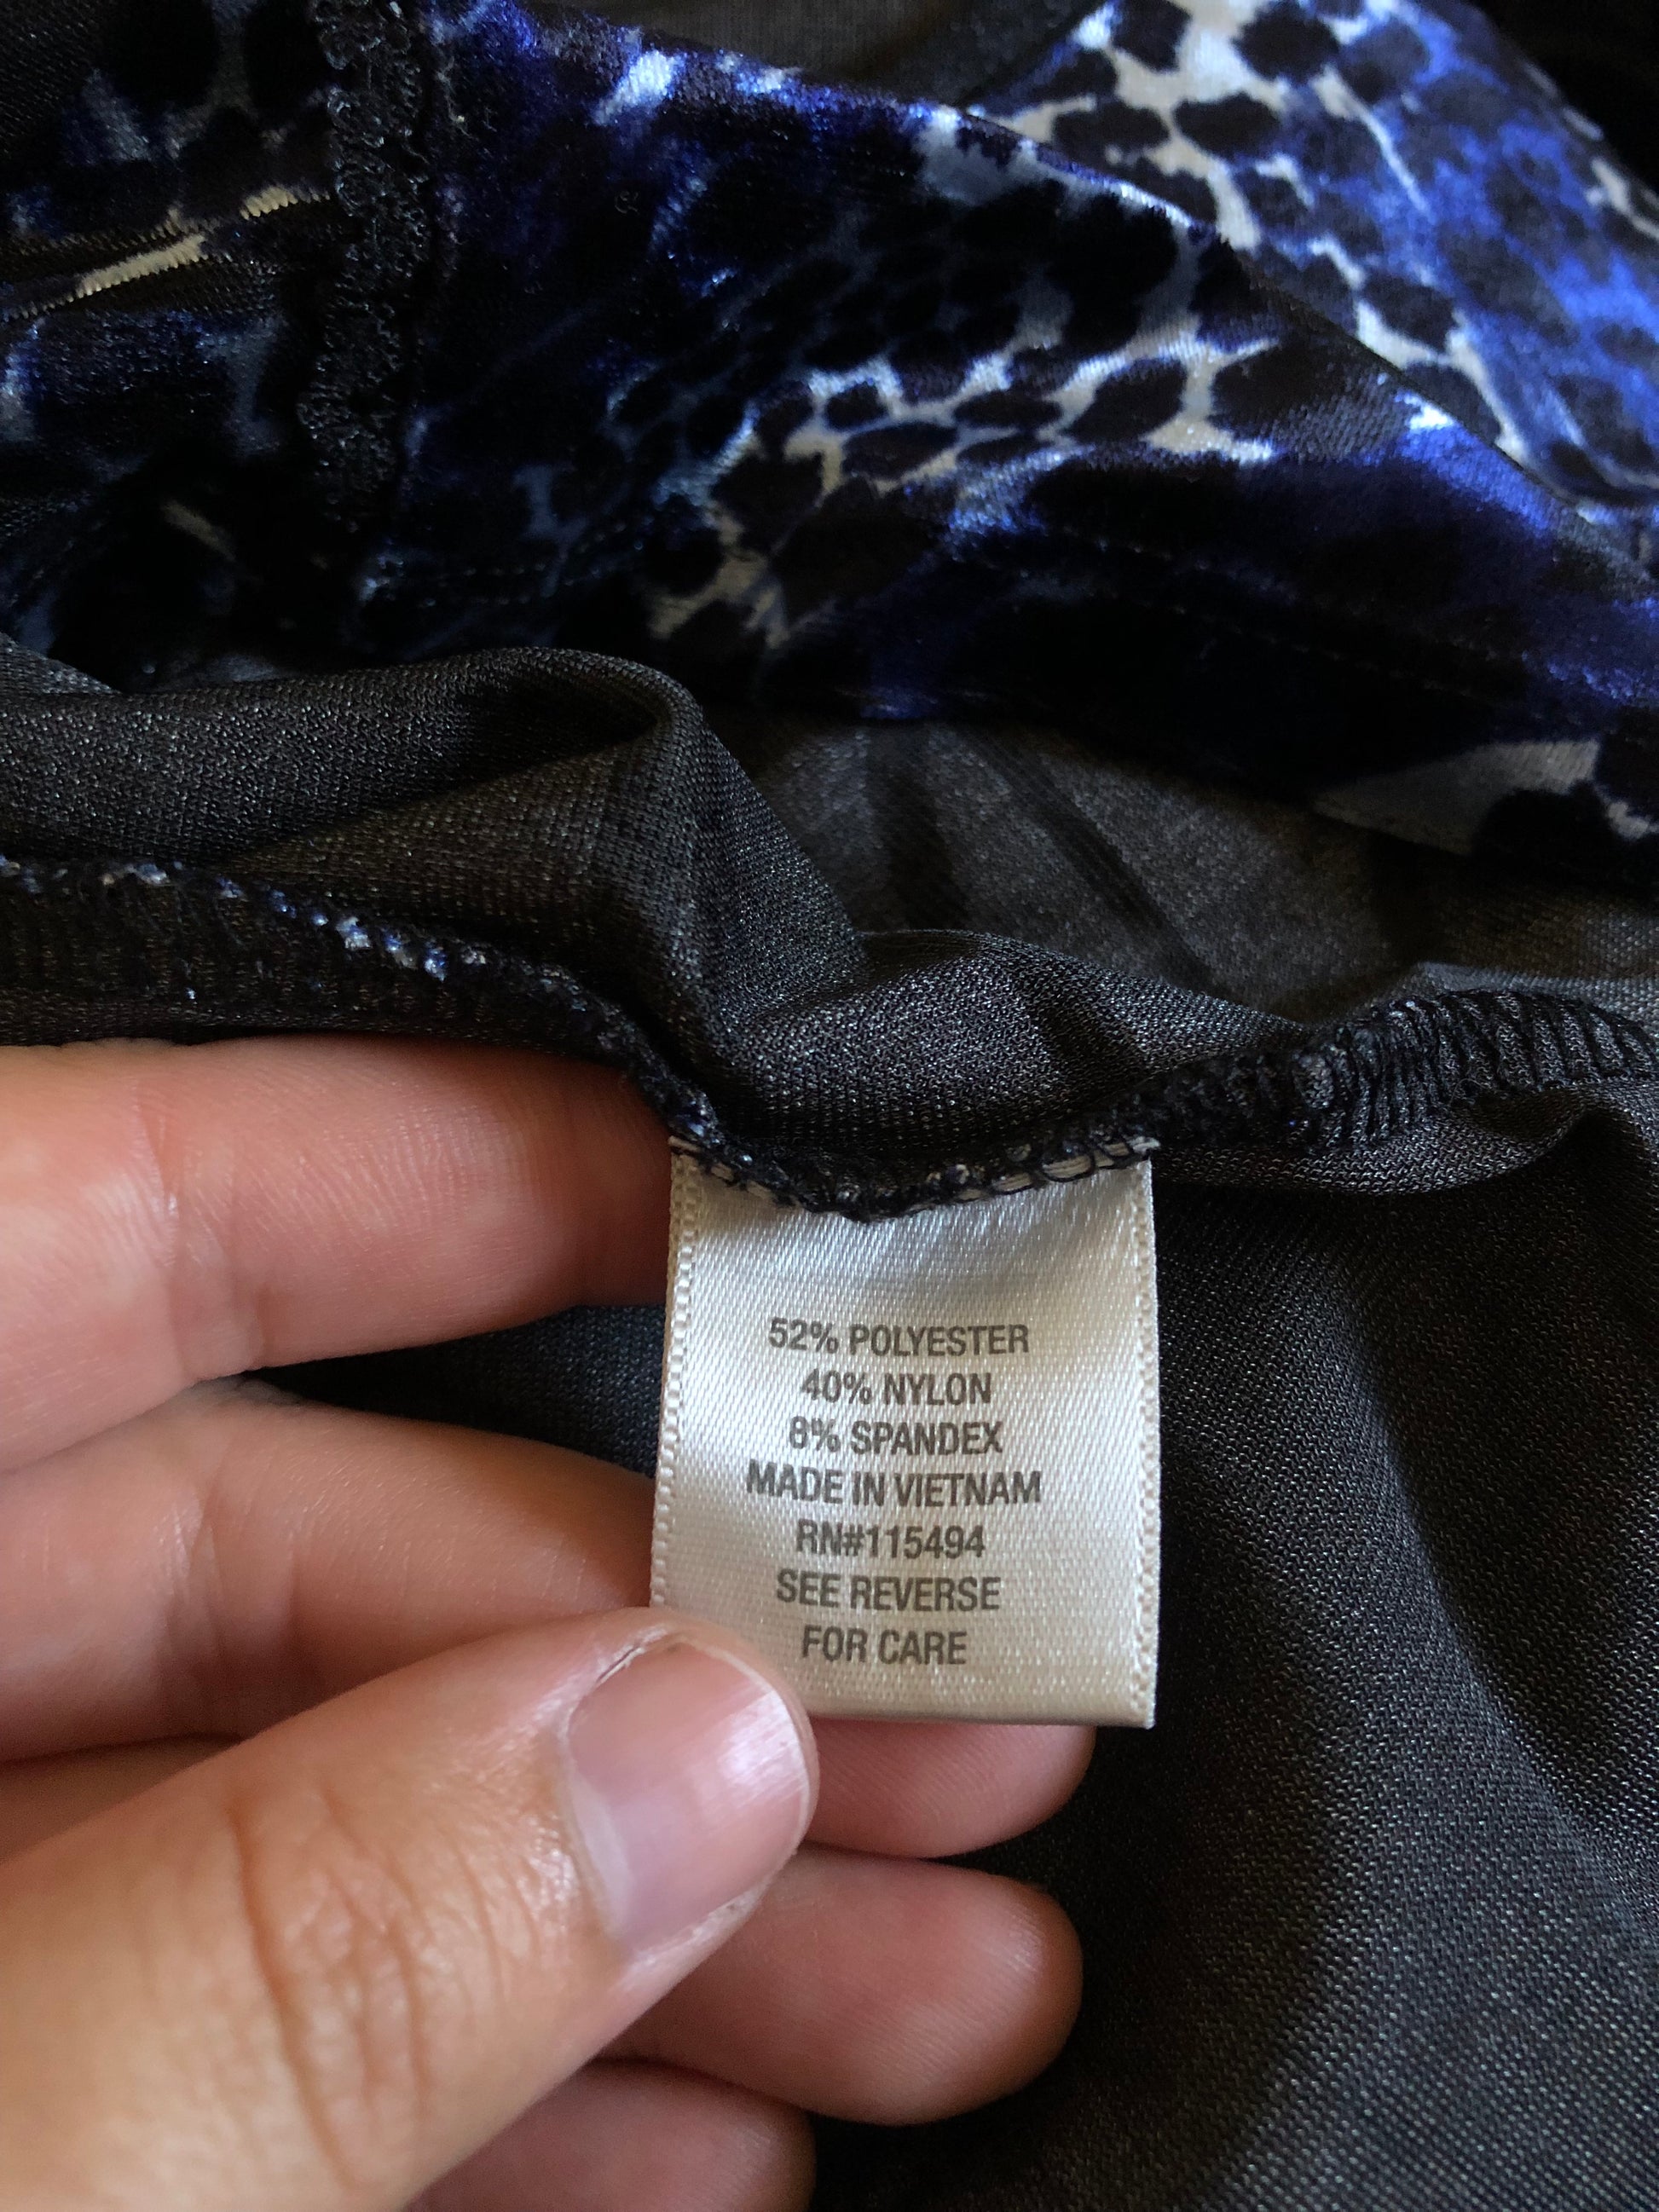 52% POLYESTER
40% NYLON
8% SPANDEX
MADE IN VIETNAM
RN#115494
SEE REVERSE
FOR CARE